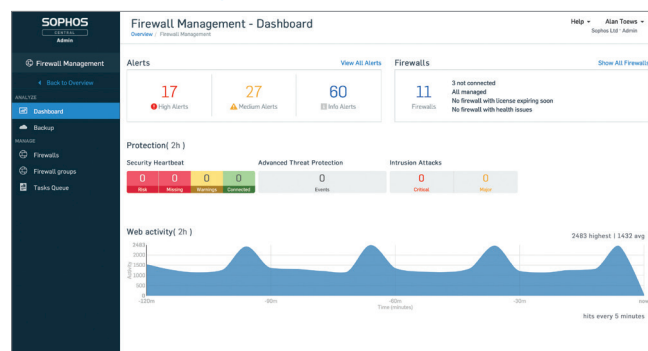 SOPHOS
CENTRAL
Admin
Firewall Management
Back to Overview
ANALYZE
Dashboard
Backup
MANAGE
Firewalls
Firewall groups
Tasks Queue
Firewall Management - Dashboard
Overview / Firewall Management
Help
Alan Toews
Sophos Ltd · Admin
Alerts
View All Alerts
17
High Alerts
27
Medium Alerts
60
Info Alerts
Firewalls
Show All Firewalls
11
Firewalls
3 not connected
All managed
No firewall with license expiring soon
No firewall with health issues
Protection( 2h )
Security Heartbeat
0
Risk
0
Missing
0
Warnings
0
Connected
Advanced Threat Protection
0
Events
Intrusion Attacks
0
Critical
0
Major
Web activity( 2h )
2483 highest | 1432 avg
Activity
2483
2000
1500
1000
500
0
-120m
-90m
-60m
-30m
now
Time (minutes)
hits every 5 minutes